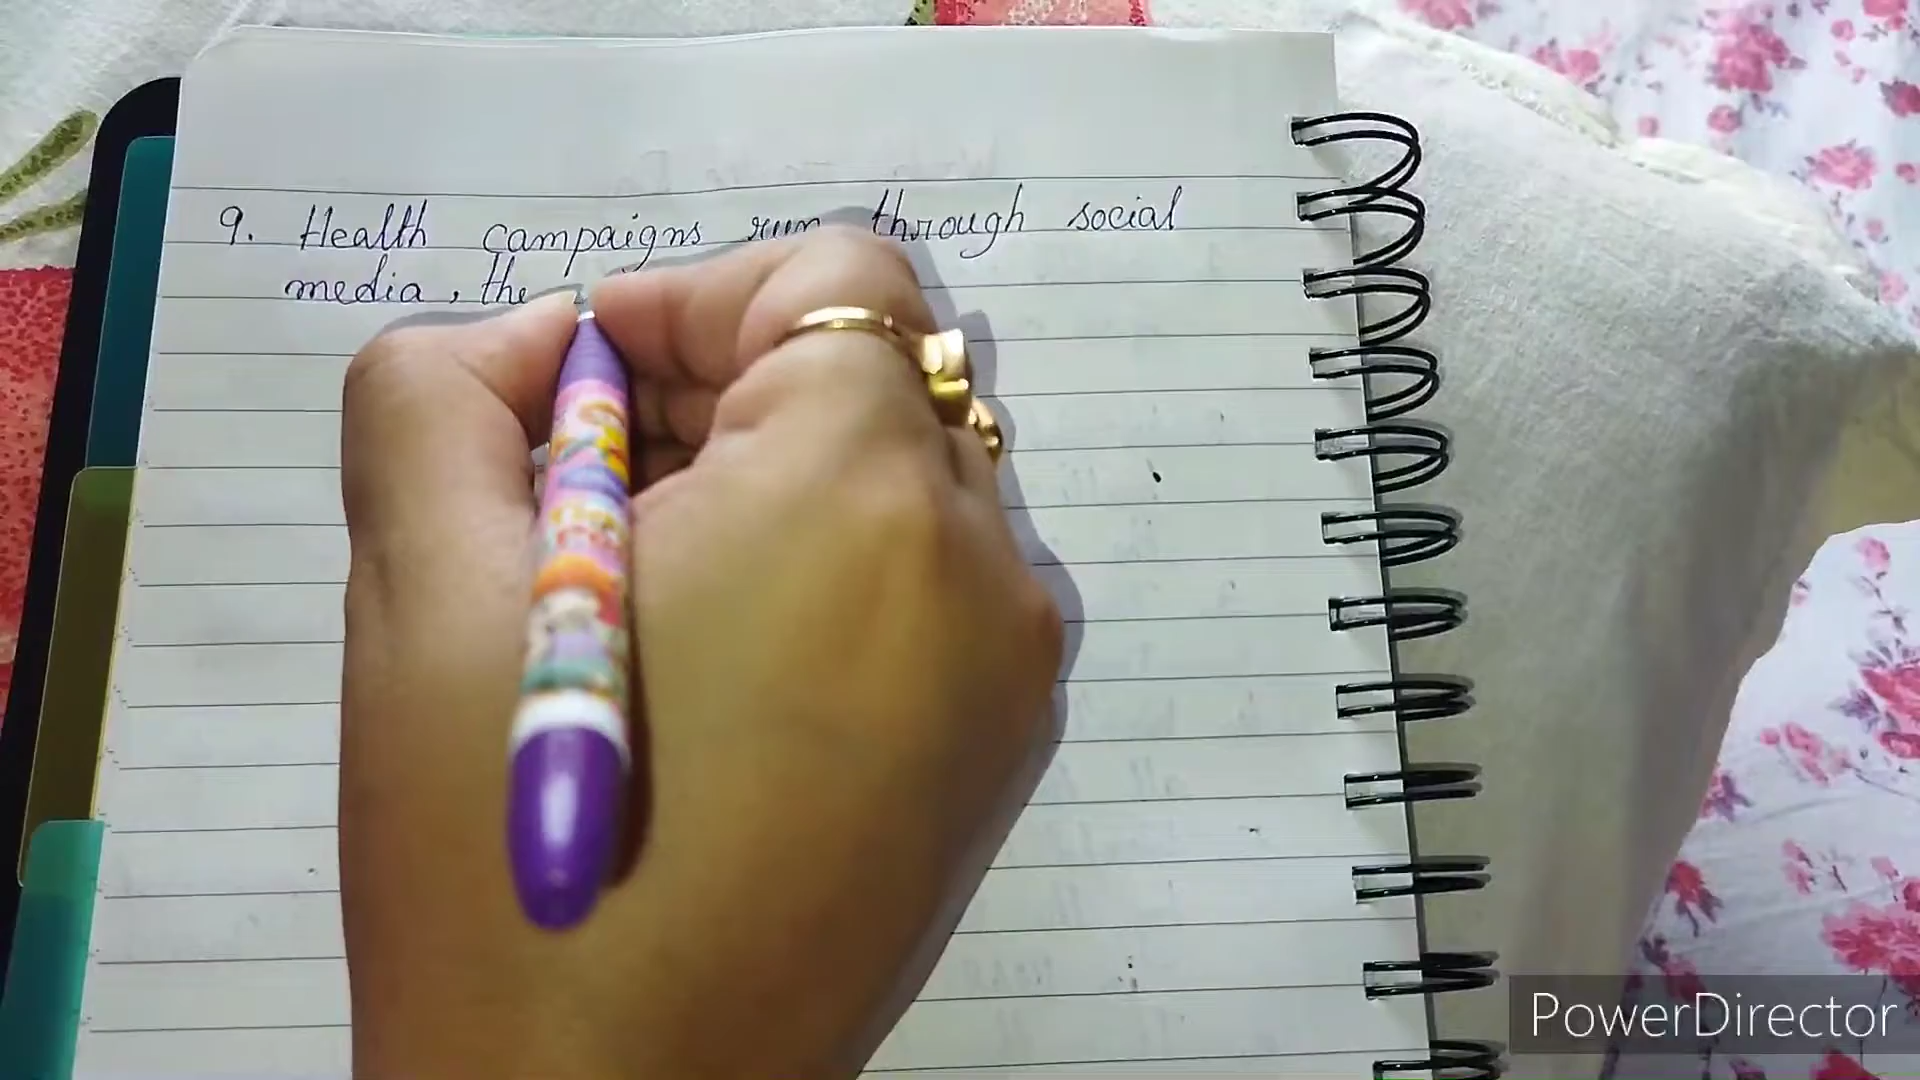 9. Health campaigns run through social
media, the
PowerDirector